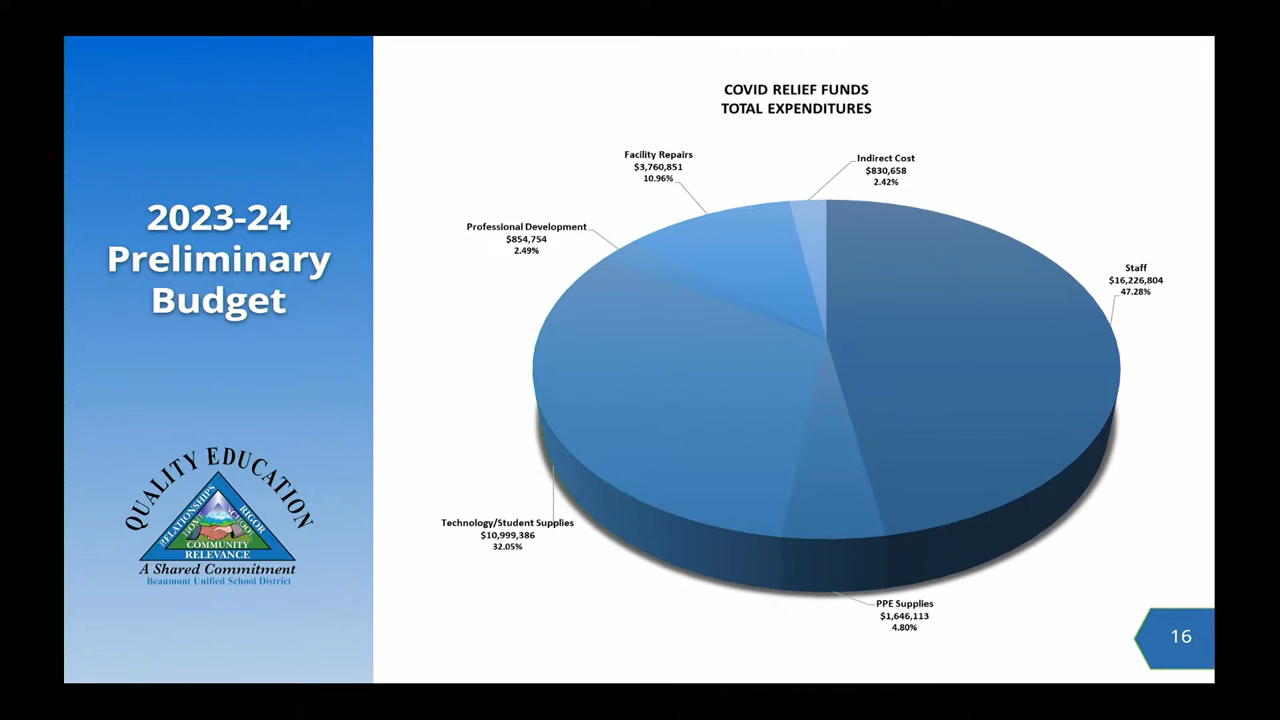 2023-24
Preliminary
Budget
QUALITY EDUCATION
RELATIONSHIPS
RIGOR
HOME
SCHOOL
COMMUNITY
RELEVANCE
A Shared Commitment
Beaumont Unified School District
COVID RELIEF FUNDS
TOTAL EXPENDITURES
Facility Repairs
$3,760,851
10.96%
Indirect Cost
$830,658
2.42%
Professional Development
$854,754
2.49%
Staff
$16,226,804
47.28%
Technology/Student Supplies
$10,999,386
32.05%
PPE Supplies
$1,646,113
4.80%
16